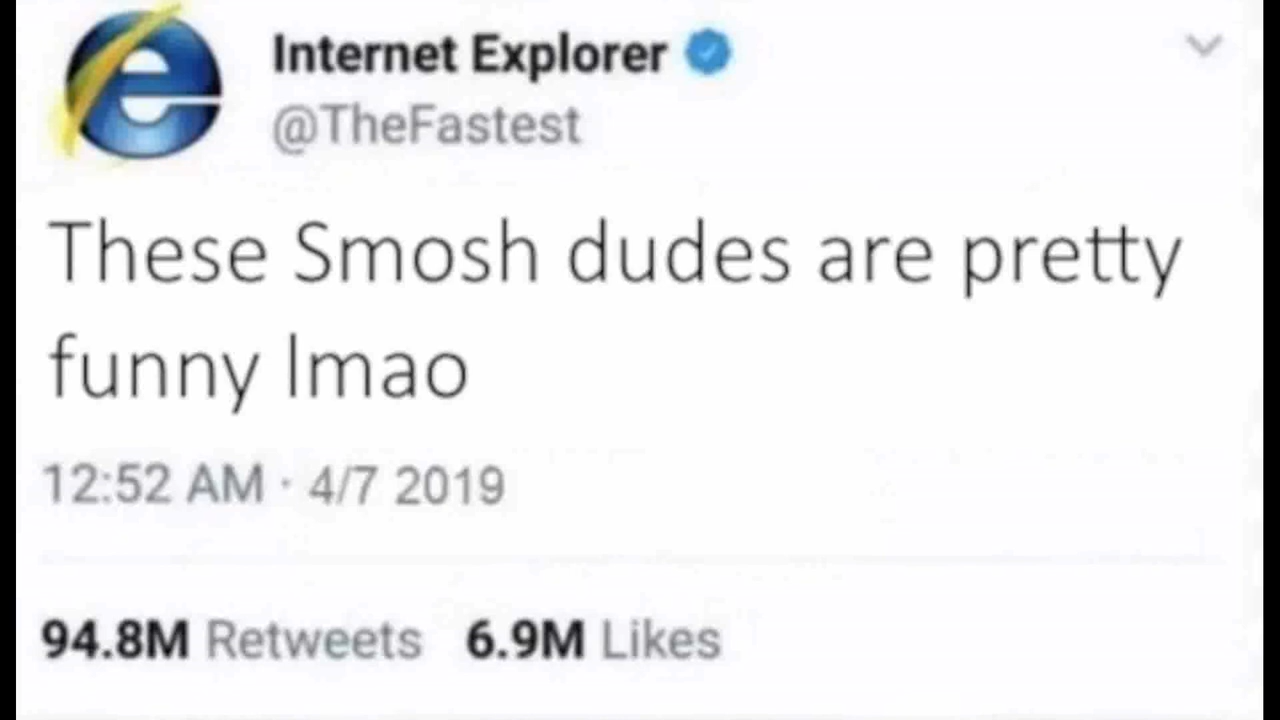 Internet Explorer
@TheFastest
These Smosh dudes are pretty
funny lmao
12:52 AM · 4/7 2019
94.8M Retweets 6.9M Likes